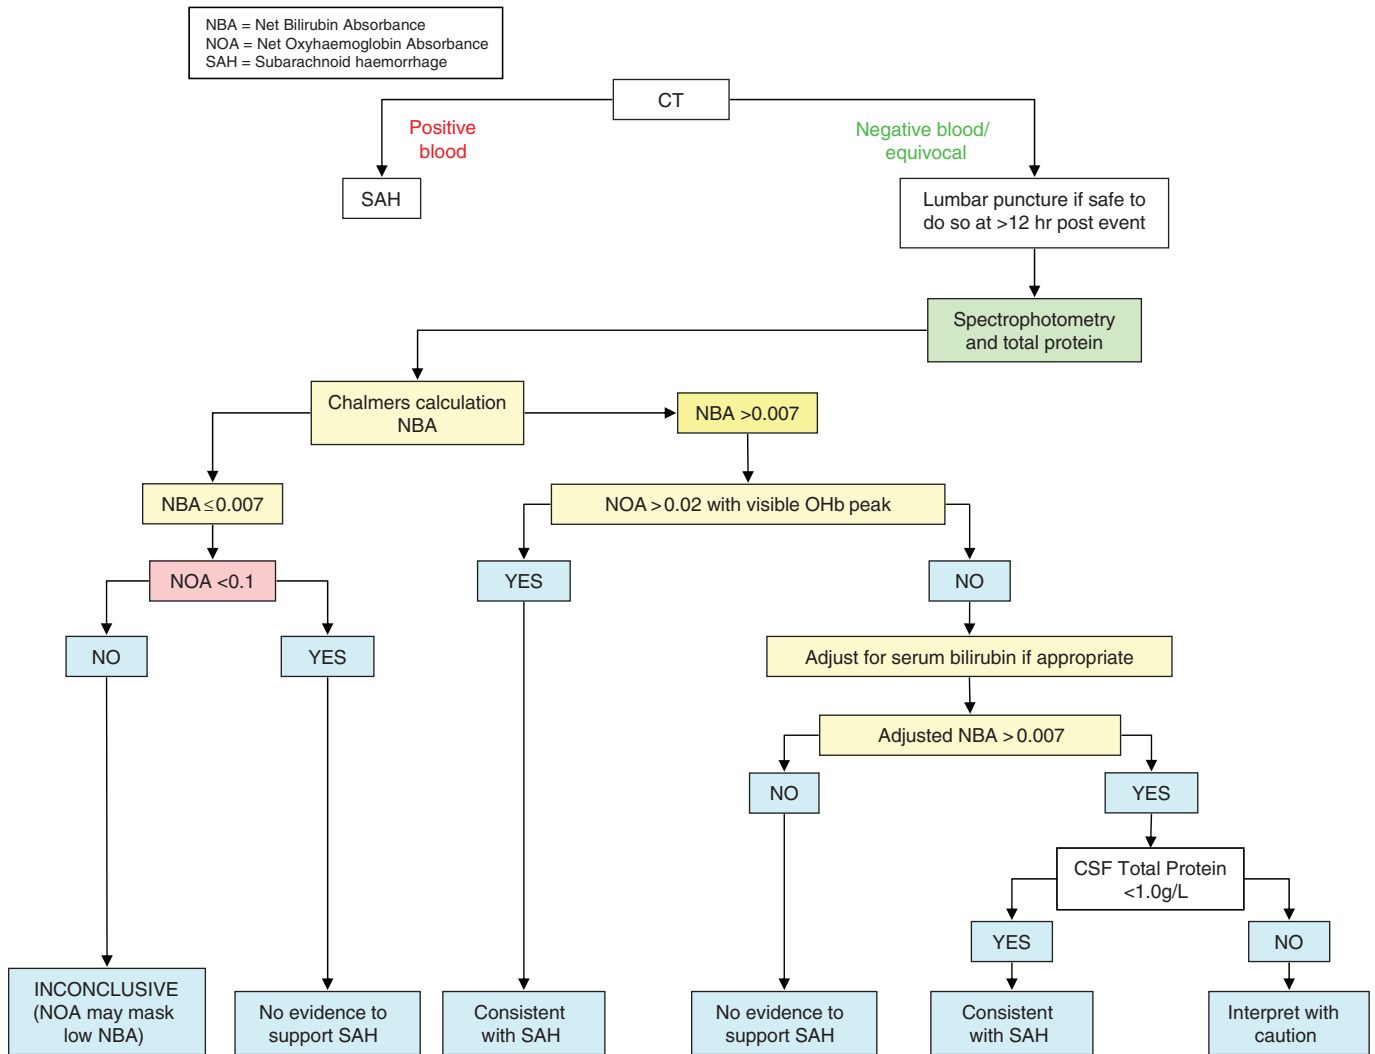 NBA = Net Bilirubin Absorbance
NOA = Net Oxyhaemoglobin Absorbance
SAH = Subarachnoid haemorrhage
CT
Positive
blood
Negative blood/
equivocal
SAH
Lumbar puncture if safe to
do so at >12 hr post event
Spectrophotometry
and total protein
Chalmers calculation
NBA
NBA >0.007
NBA≤0.007
NOA >0.02 with visible OHb peak
NOA <0.1
YES
NO
NO
YES
Adjust for serum bilirubin if appropriate
Adjusted NBA >0.007
NO
YES
CSF Total Protein
<1.0g/L
YES
NO
INCONCLUSIVE
(NOA may mask
low NBA)
No evidence to
support SAH
Consistent
with SAH
No evidence to
support SAH
Consistent
with SAH
Interpret with
caution